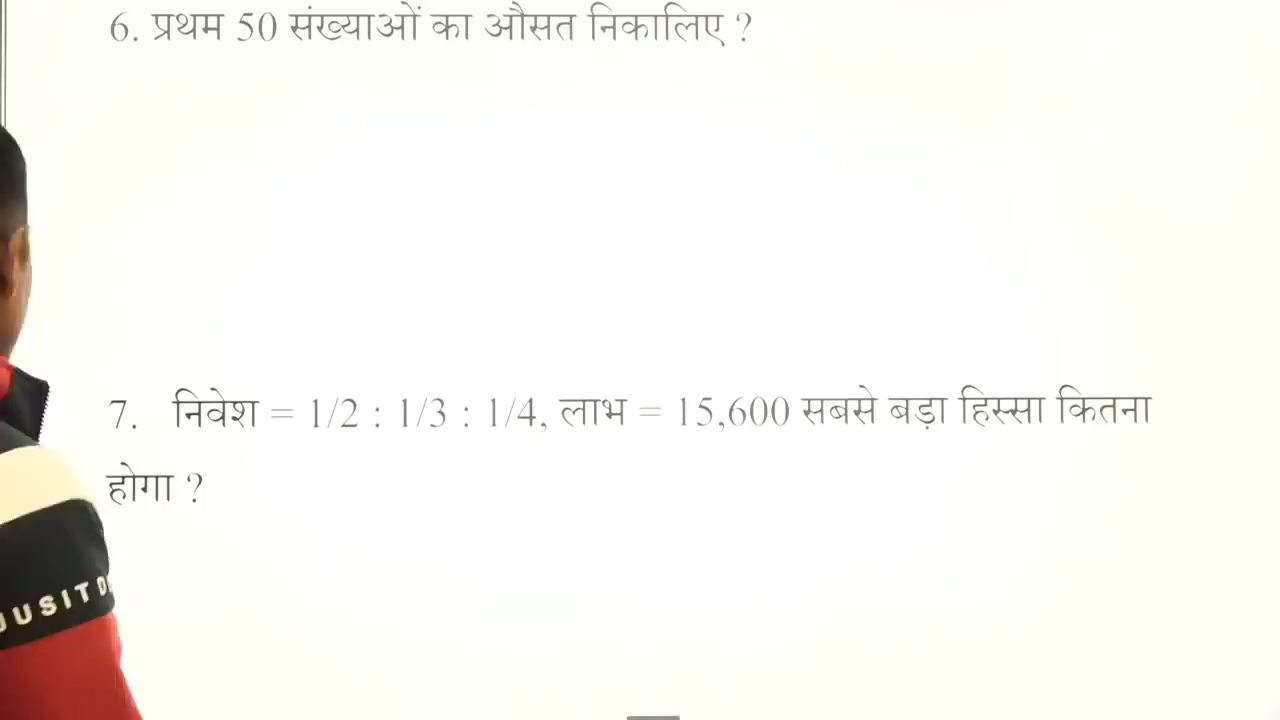 6. प्रथम 50 संख्याओं का औसत निकालिए ?
7. निवेश = 1/2 : 1/3 : 1/4, लाभ = 15,600 सबसे बड़ा हिस्सा कितना
होगा ?